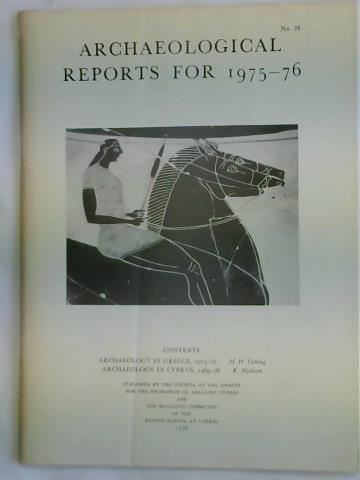 No. 22
ARCHAEOLOGICAL
REPORTS FOR 1975–76
CONTENTS
ARCHAEOLOGY IN GREECE, 1975–76 H. W. Catling
ARCHAEOLOGY IN CYPRUS, 1969–76 K. Nicolaou
PUBLISHED BY THE COUNCIL OF THE SOCIETY
FOR THE PROMOTION OF HELLENIC STUDIES
AND
THE MANAGING COMMITTEE
OF THE
BRITISH SCHOOL AT ATHENS
1976